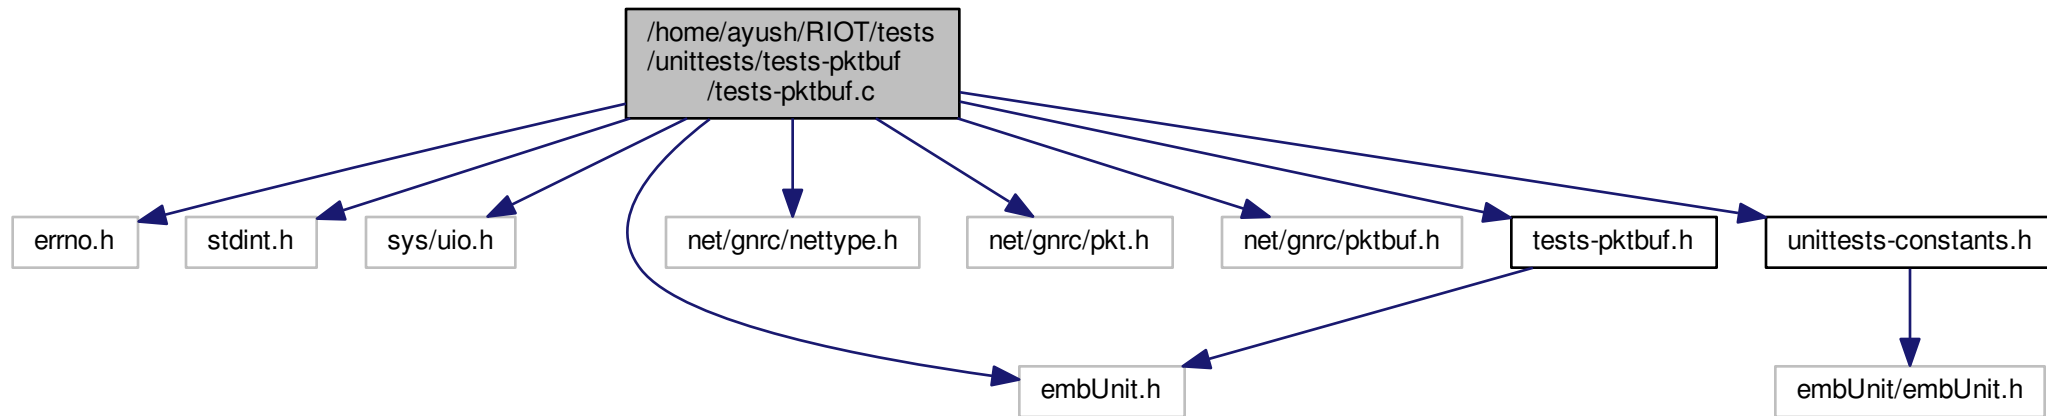 /home/ayush/RIOT/tests
/unittests/tests-pktbuf
/tests-pktbuf.c
errno.h
stdint.h
sys/uio.h
net/gnrc/nettype.h
net/gnrc/pkt.h
net/gnrc/pktbuf.h
tests-pktbuf.h
unittests-constants.h
embUnit.h
embUnit/embUnit.h